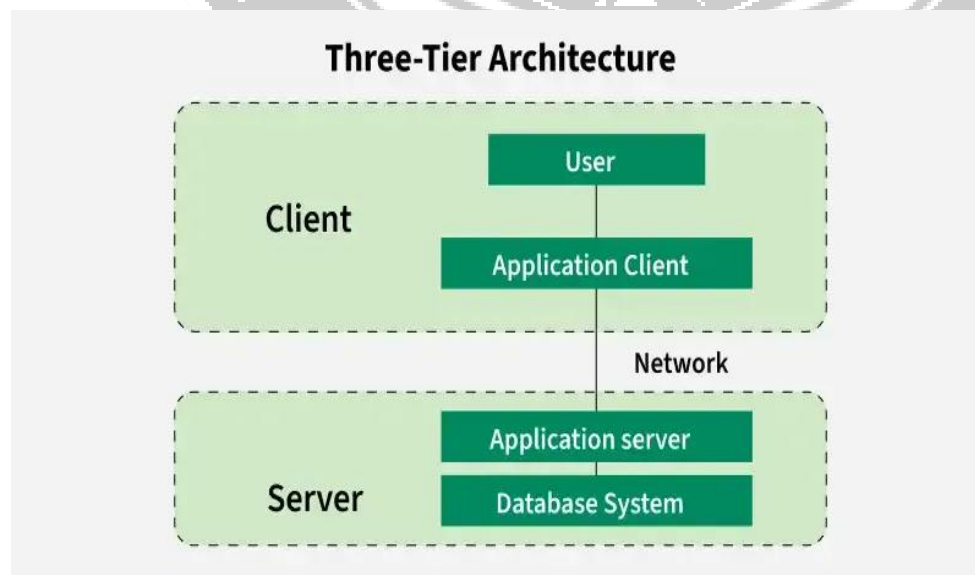 Three-Tier Architecture
User
Client
Application Client
Network
Application server
Server
Database System